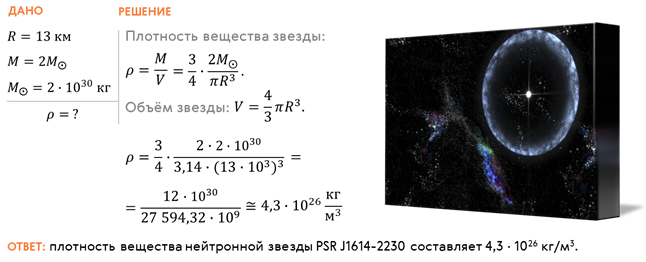 ДАНО
R = 13 км
M = 2M☉
M☉ = 2 · 10³⁰ кг
ρ = ?
РЕШЕНИЕ
Плотность вещества звезды:
ρ = M/V = 3/4 · 2M☉/πR³.
Объём звезды: V = 4/3 πR³.
ρ = 3/4 · 2 · 2 · 10³⁰/3,14 · (13 · 10³)³ =
= 12 · 10³⁰/27 594,32 · 10⁹ ≅ 4,3 · 10²⁶ кг/м³
ОТВЕТ: плотность вещества нейтронной звезды PSR J1614-2230 составляет 4,3 · 10²⁶ кг/м³.